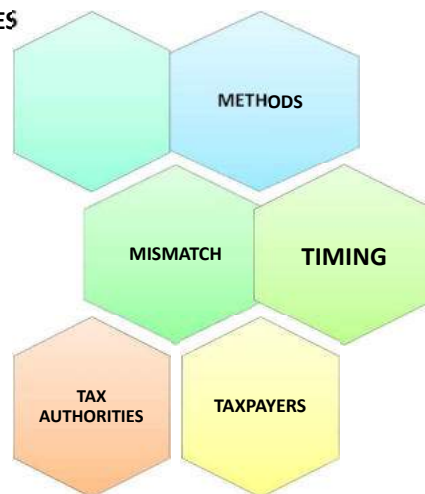 ES
METHODS
MISMATCH
TIMING
TAX
AUTHORITIES
TAXPAYERS